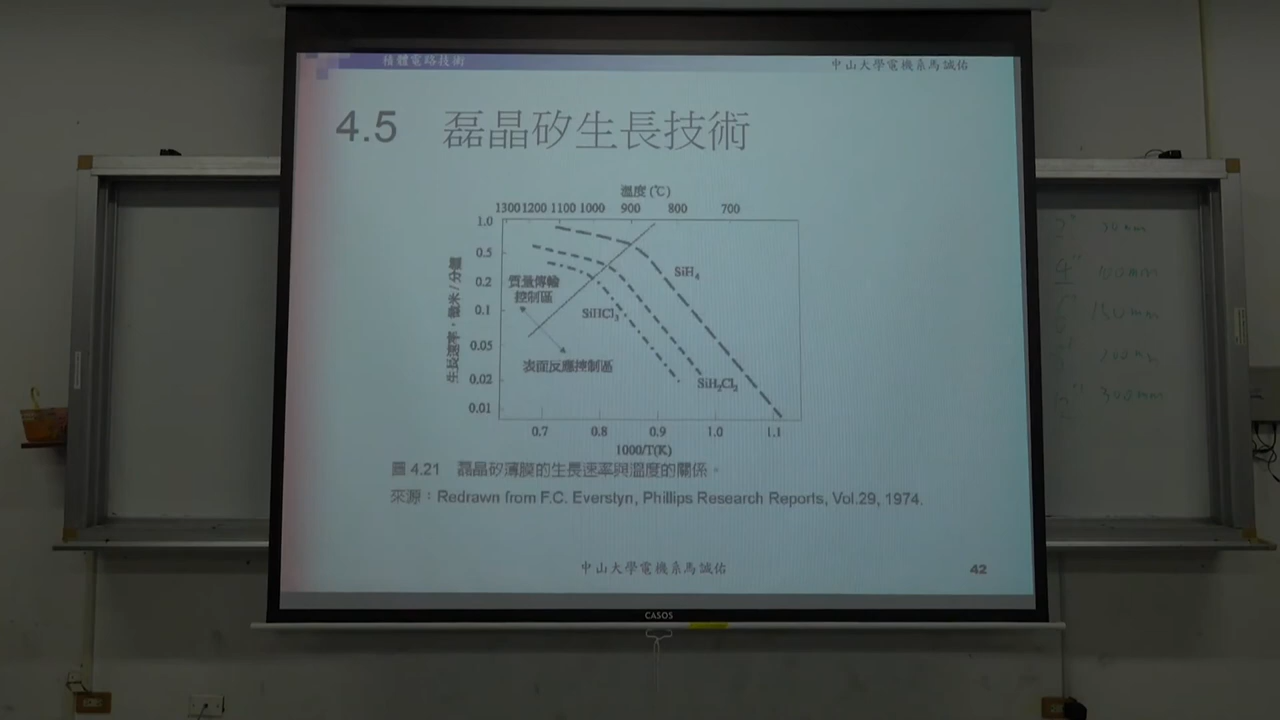 積體電路技術
中山大學電機系馬誠佑
4.5 磊晶矽生長技術
溫度 (℃)
1300 1200 1100 1000 900 800 700
生長速率，微米/分鐘
1.0
0.5
0.2
0.1
0.05
0.02
0.01
質量傳輸
控制區
SiH₄
SiHCl₃
表面反應控制區
SiH₂Cl₂
0.7 0.8 0.9 1.0 1.1
1000/T(K)
圖 4.21 磊晶矽薄膜的生長速率與溫度的關係。
來源：Redrawn from F.C. Everstyn, Phillips Research Reports, Vol.29, 1974.
中山大學電機系馬誠佑
42
CASOS
2"
4" 100mm
300mm